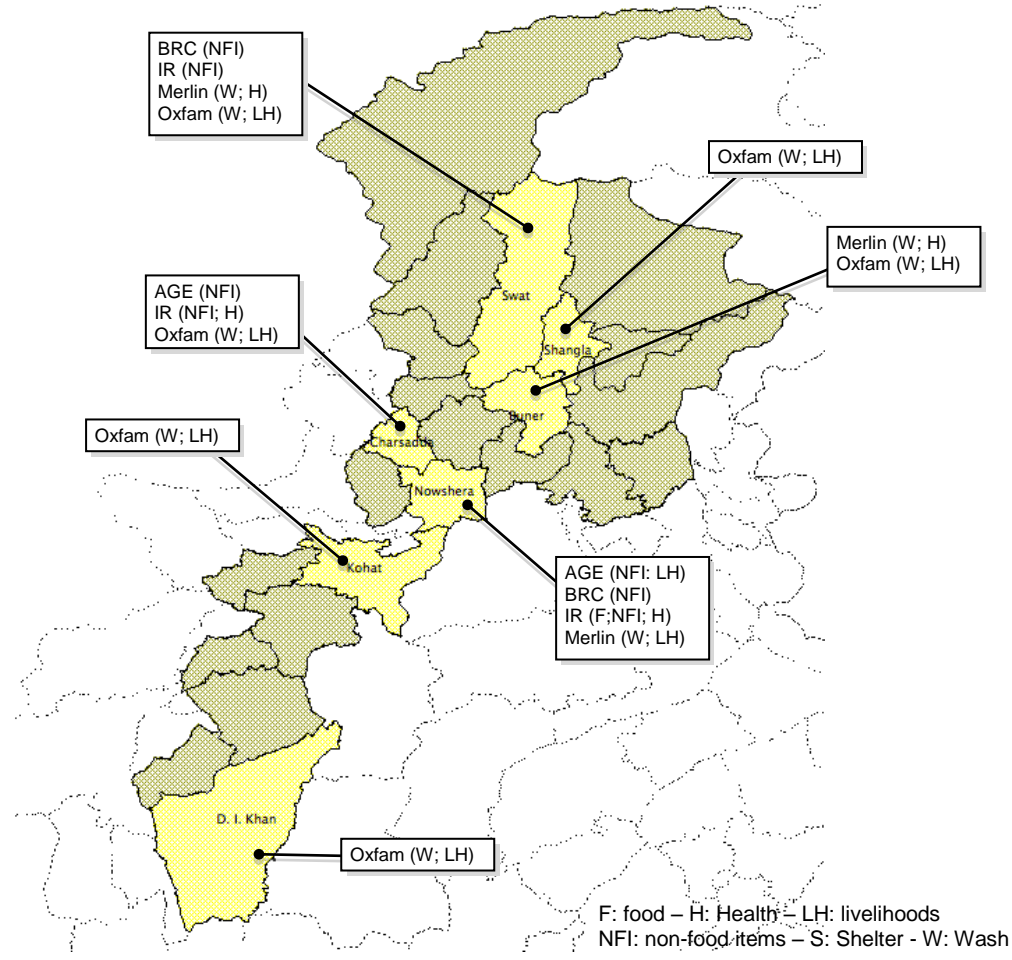 BRC (NFI)
IR (NFI)
Merlin (W; H)
Oxfam (W; LH)
Oxfam (W; LH)
Merlin (W; H)
Oxfam (W; LH)
AGE (NFI)
IR (NFI; H)
Oxfam (W; LH)
Oxfam (W; LH)
Swat
Shangla
Buner
Charsadda
Nowshera
Kohat
AGE (NFI: LH)
BRC (NFI)
IR (F;NFI; H)
Merlin (W; LH)
D. I. Khan
Oxfam (W; LH)
F: food – H: Health – LH: livelihoods
NFI: non-food items – S: Shelter - W: Wash